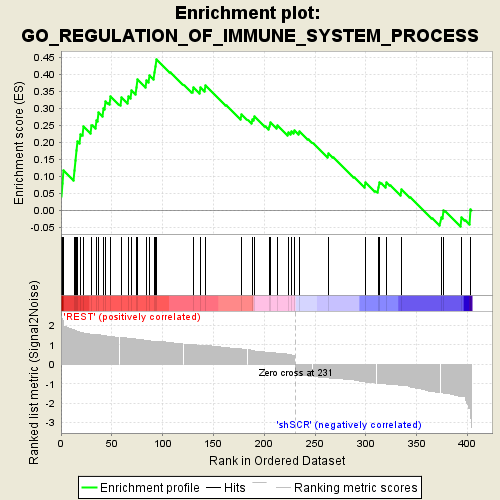 Enrichment plot:
GO_REGULATION_OF_IMMUNE_SYSTEM_PROCESS
Enrichment score (ES)
0.45
0.40
0.35
0.30
0.25
0.20
0.15
0.10
0.05
0.00
-0.05
Ranked list metric (Signal2Noise)
'REST' (positively correlated)
2
1
0
-1
-2
-3
Zero cross at 231
'shSCR' (negatively correlated)
0 50 100 150 200 250 300 350 400
Rank in Ordered Dataset
Enrichment profile Hits Ranking metric scores